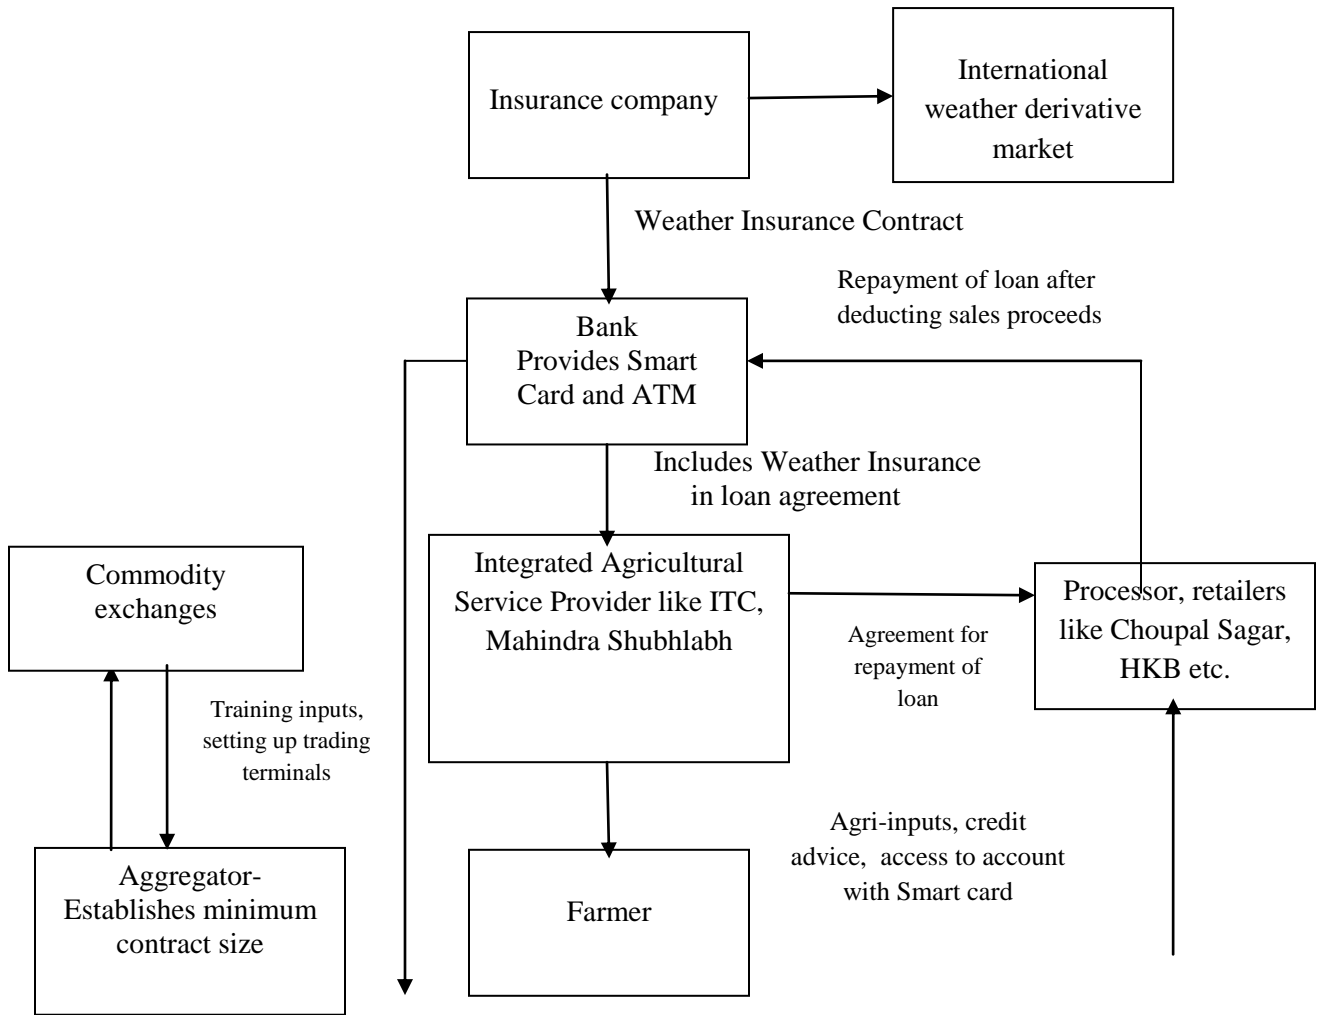 Insurance company
International
weather derivative
market
Weather Insurance Contract
Repayment of loan after
deducting sales proceeds
Bank
Provides Smart
Card and ATM
Includes Weather Insurance
in loan agreement
Commodity
exchanges
Integrated Agricultural
Service Provider like ITC,
Mahindra Shubhlabh
Processor, retailers
like Choupal Sagar,
HKB etc.
Agreement for
repayment of
loan
Training inputs,
setting up trading
terminals
Agri-inputs, credit
advice, access to account
with Smart card
Aggregator-
Establishes minimum
contract size
Farmer